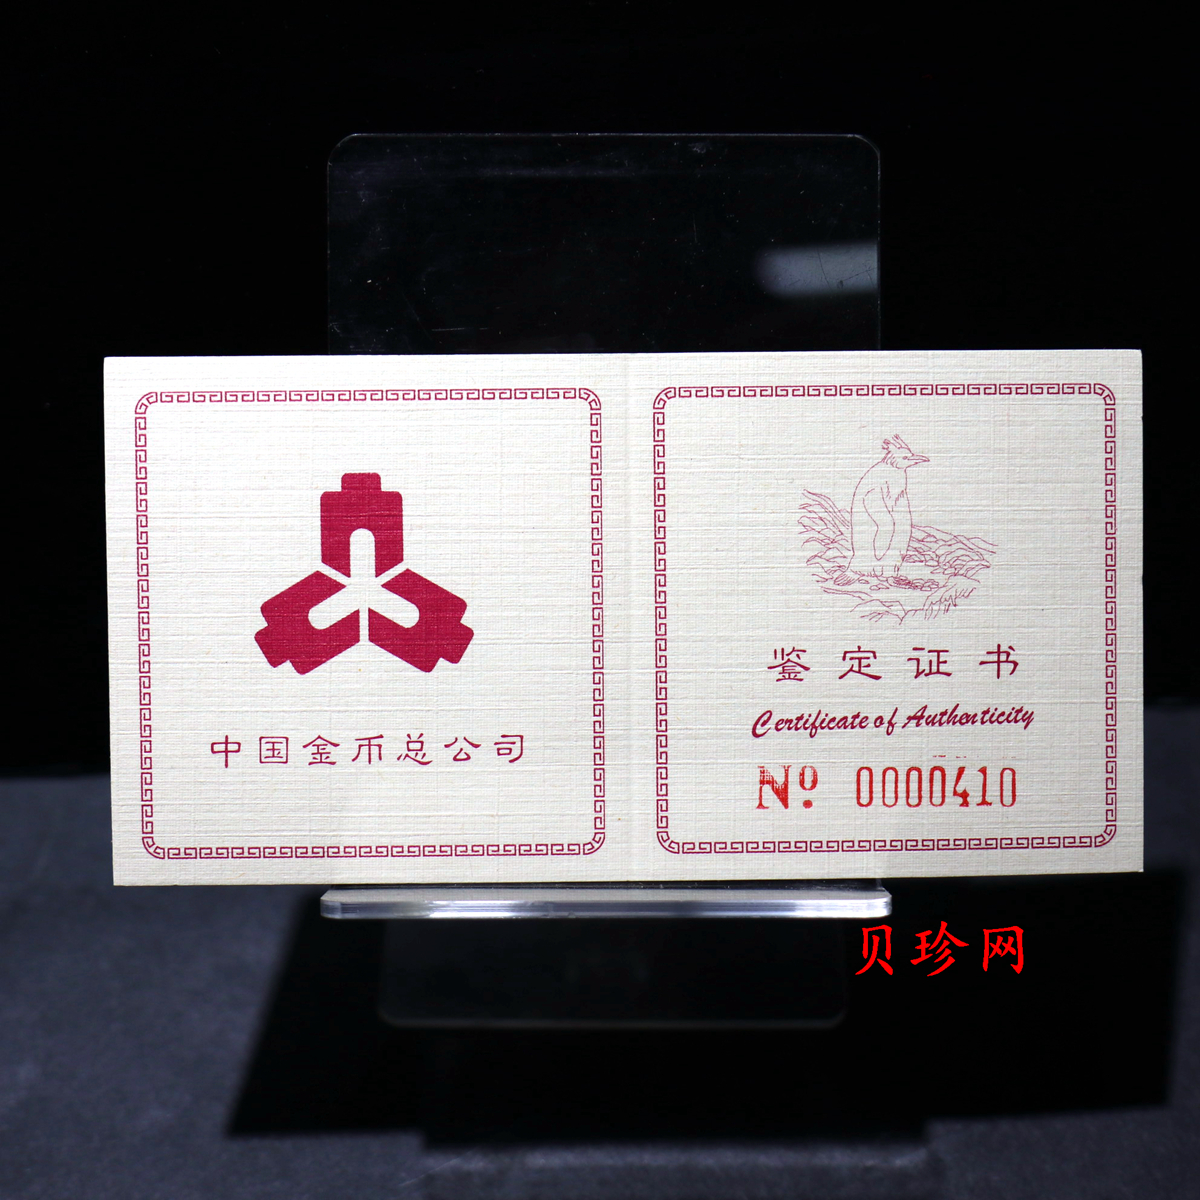 中国金币总公司
鉴定证书
Certificate of Authenticity
Nº 0000410
贝珍网